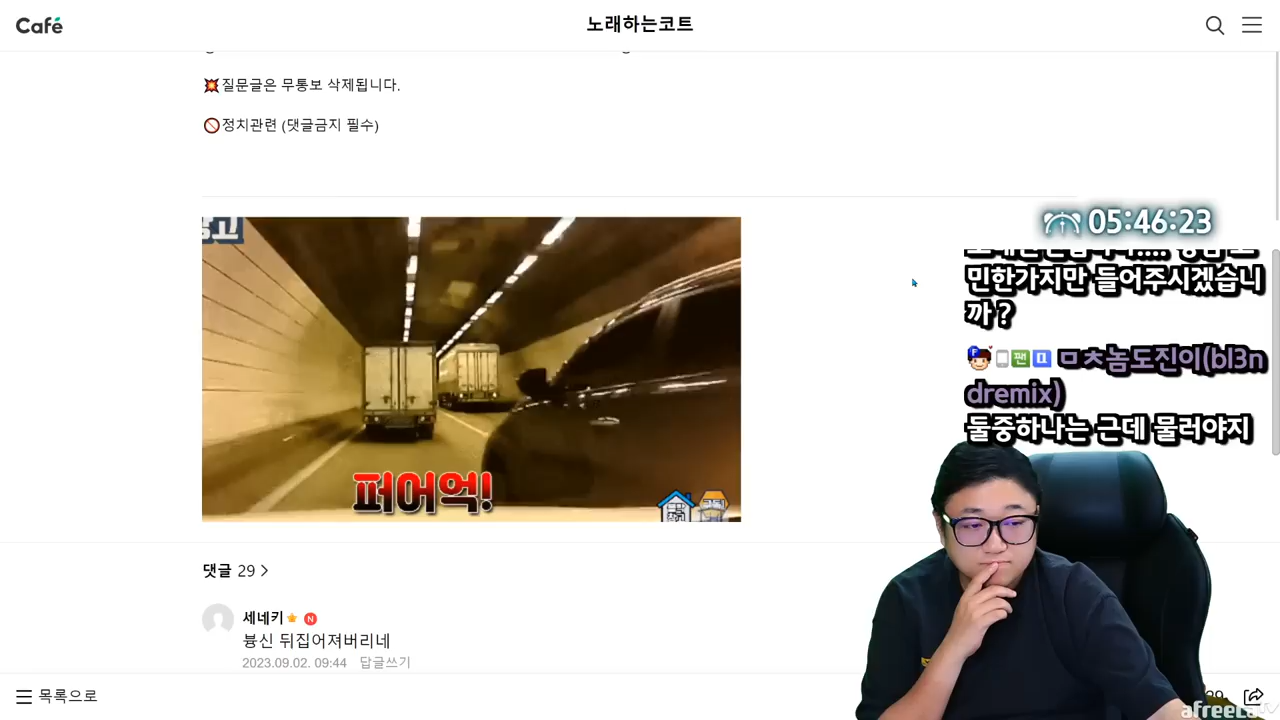 Café
노래하는코트
💥질문글은 무통보 삭제됩니다.
🚫정치관련 (댓글금지 필수)
05:46:23
민한가지만 들어주시겠습니
까?
ㅁㅊ놈도진이(bl3n
dremix)
둘중하나는 근데 물러야지
퍼어억!
댓글 29 >
세네키
븅신 뒤집어져버리네
2023.09.02. 09:44 답글쓰기
목록으로
29
afreecaTV